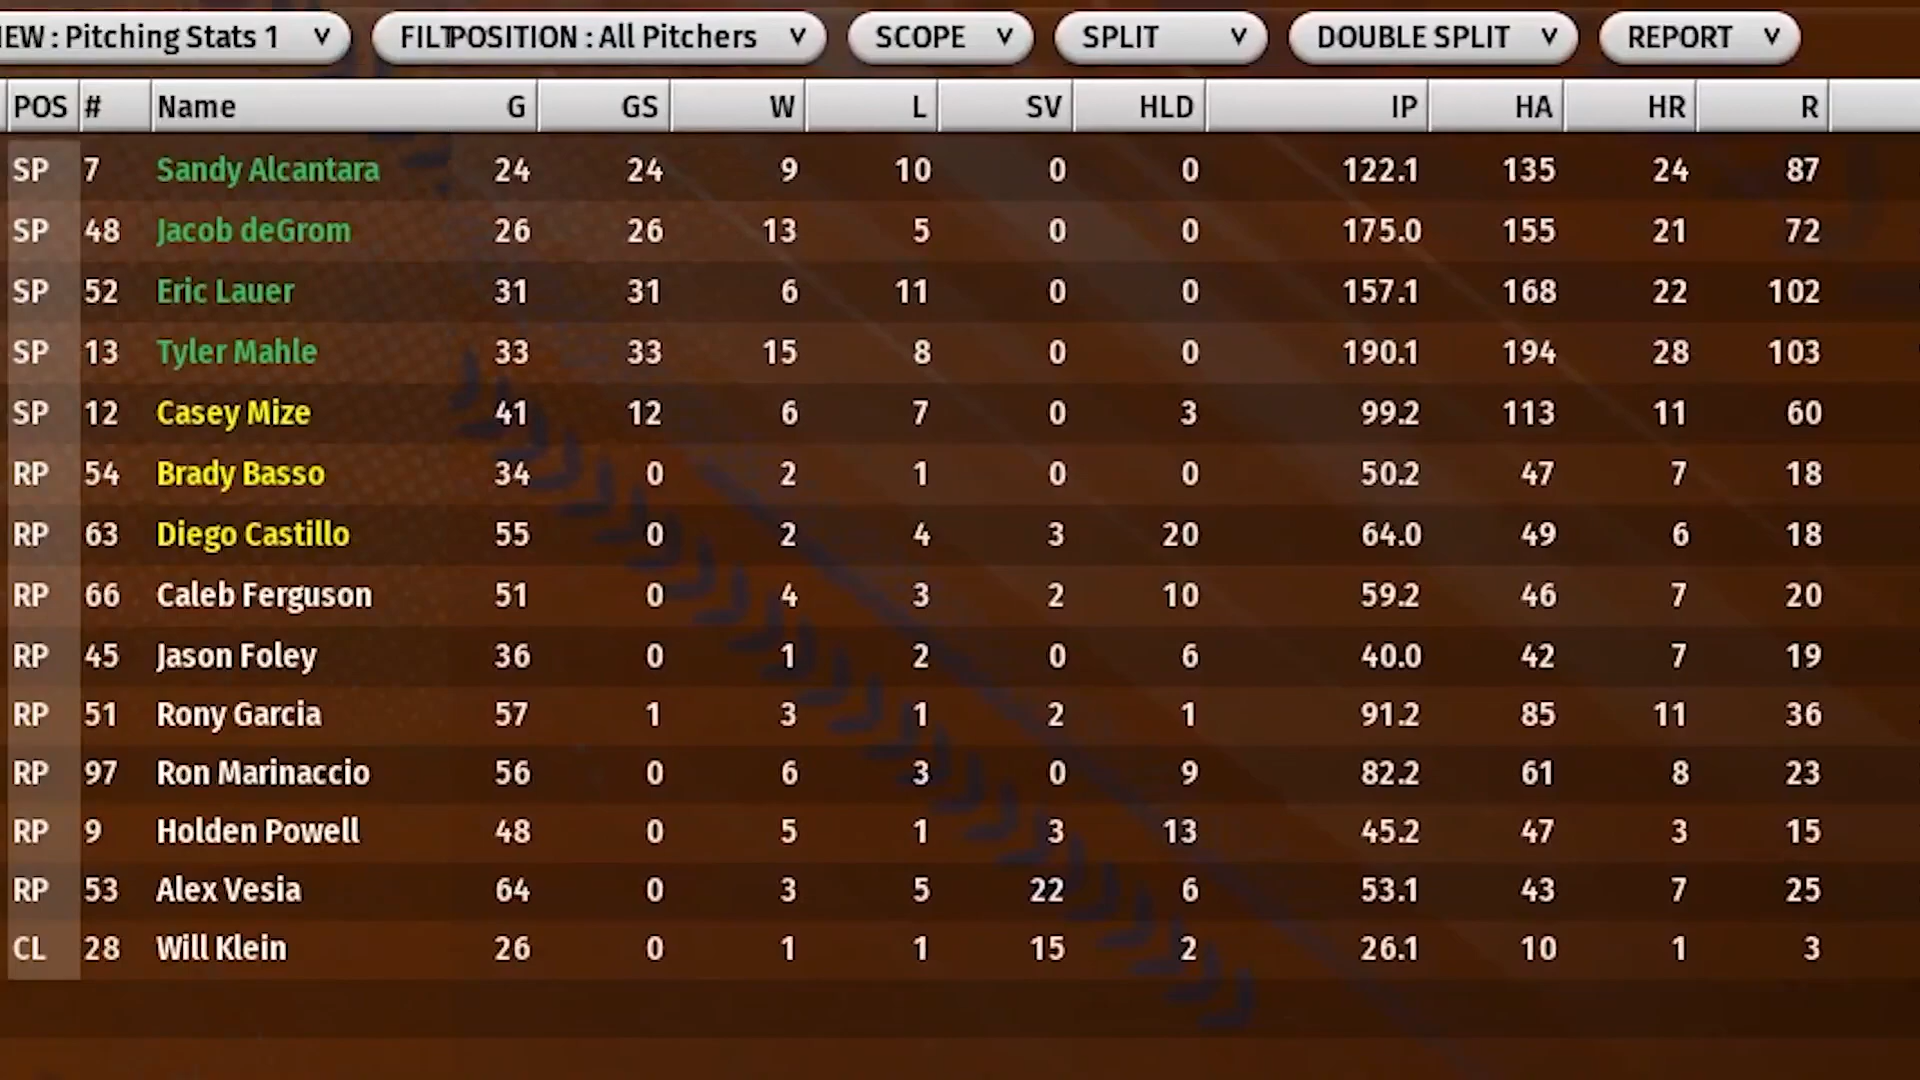 IEW : Pitching Stats 1 FILTPOSITION : All Pitchers SCOPE SPLIT DOUBLE SPLIT REPORT
POS # Name G GS W L SV HLD IP HA HR R
SP 7 Sandy Alcantara 24 24 9 10 0 0 122.1 135 24 87
SP 48 Jacob deGrom 26 26 13 5 0 0 175.0 155 21 72
SP 52 Eric Lauer 31 31 6 11 0 0 157.1 168 22 102
SP 13 Tyler Mahle 33 33 15 8 0 0 190.1 194 28 103
SP 12 Casey Mize 41 12 6 7 0 3 99.2 113 11 60
RP 54 Brady Basso 34 0 2 1 0 0 50.2 47 7 18
RP 63 Diego Castillo 55 0 2 4 3 20 64.0 49 6 18
RP 66 Caleb Ferguson 51 0 4 3 2 10 59.2 46 7 20
RP 45 Jason Foley 36 0 1 2 0 6 40.0 42 7 19
RP 51 Rony Garcia 57 1 3 1 2 1 91.2 85 11 36
RP 97 Ron Marinaccio 56 0 6 3 0 9 82.2 61 8 23
RP 9 Holden Powell 48 0 5 1 3 13 45.2 47 3 15
RP 53 Alex Vesia 64 0 3 5 22 6 53.1 43 7 25
CL 28 Will Klein 26 0 1 1 15 2 26.1 10 1 3